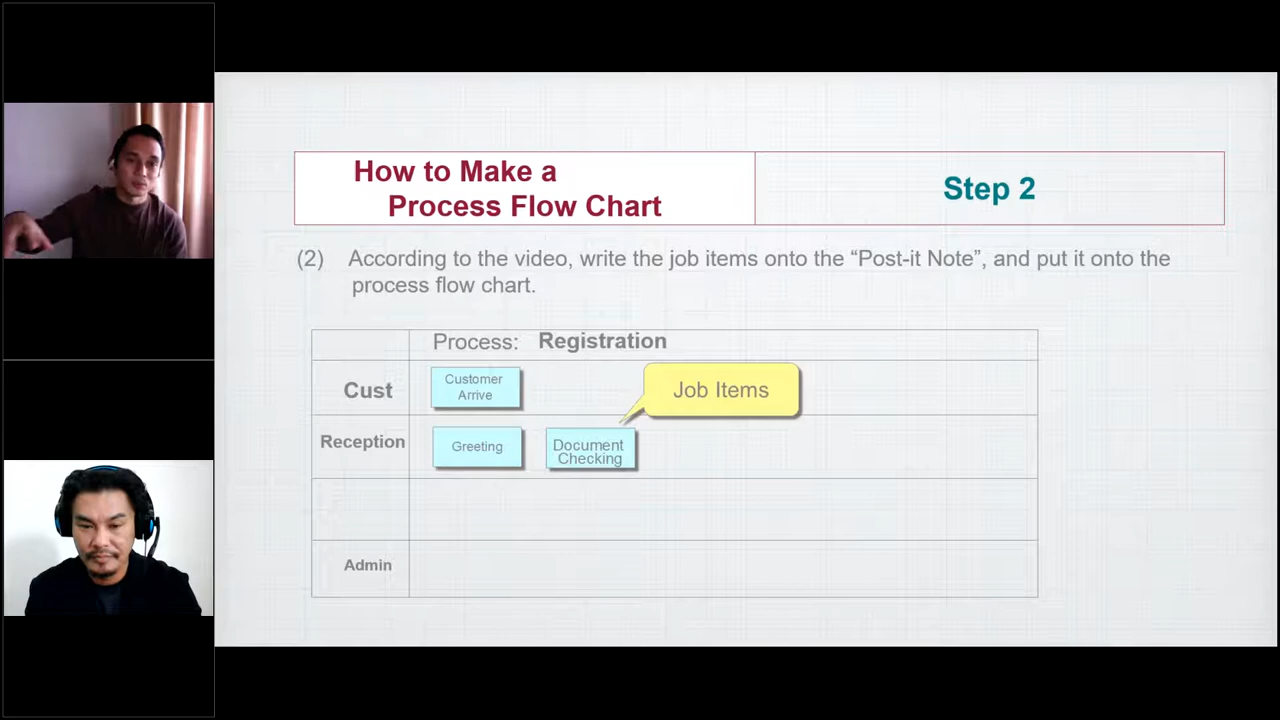 How to Make a
Process Flow Chart
Step 2
(2) According to the video, write the job items onto the “Post-it Note”, and put it onto the
process flow chart.
Process: Registration
Cust
Customer
Arrive
Job Items
Reception
Greeting
Document
Checking
Admin